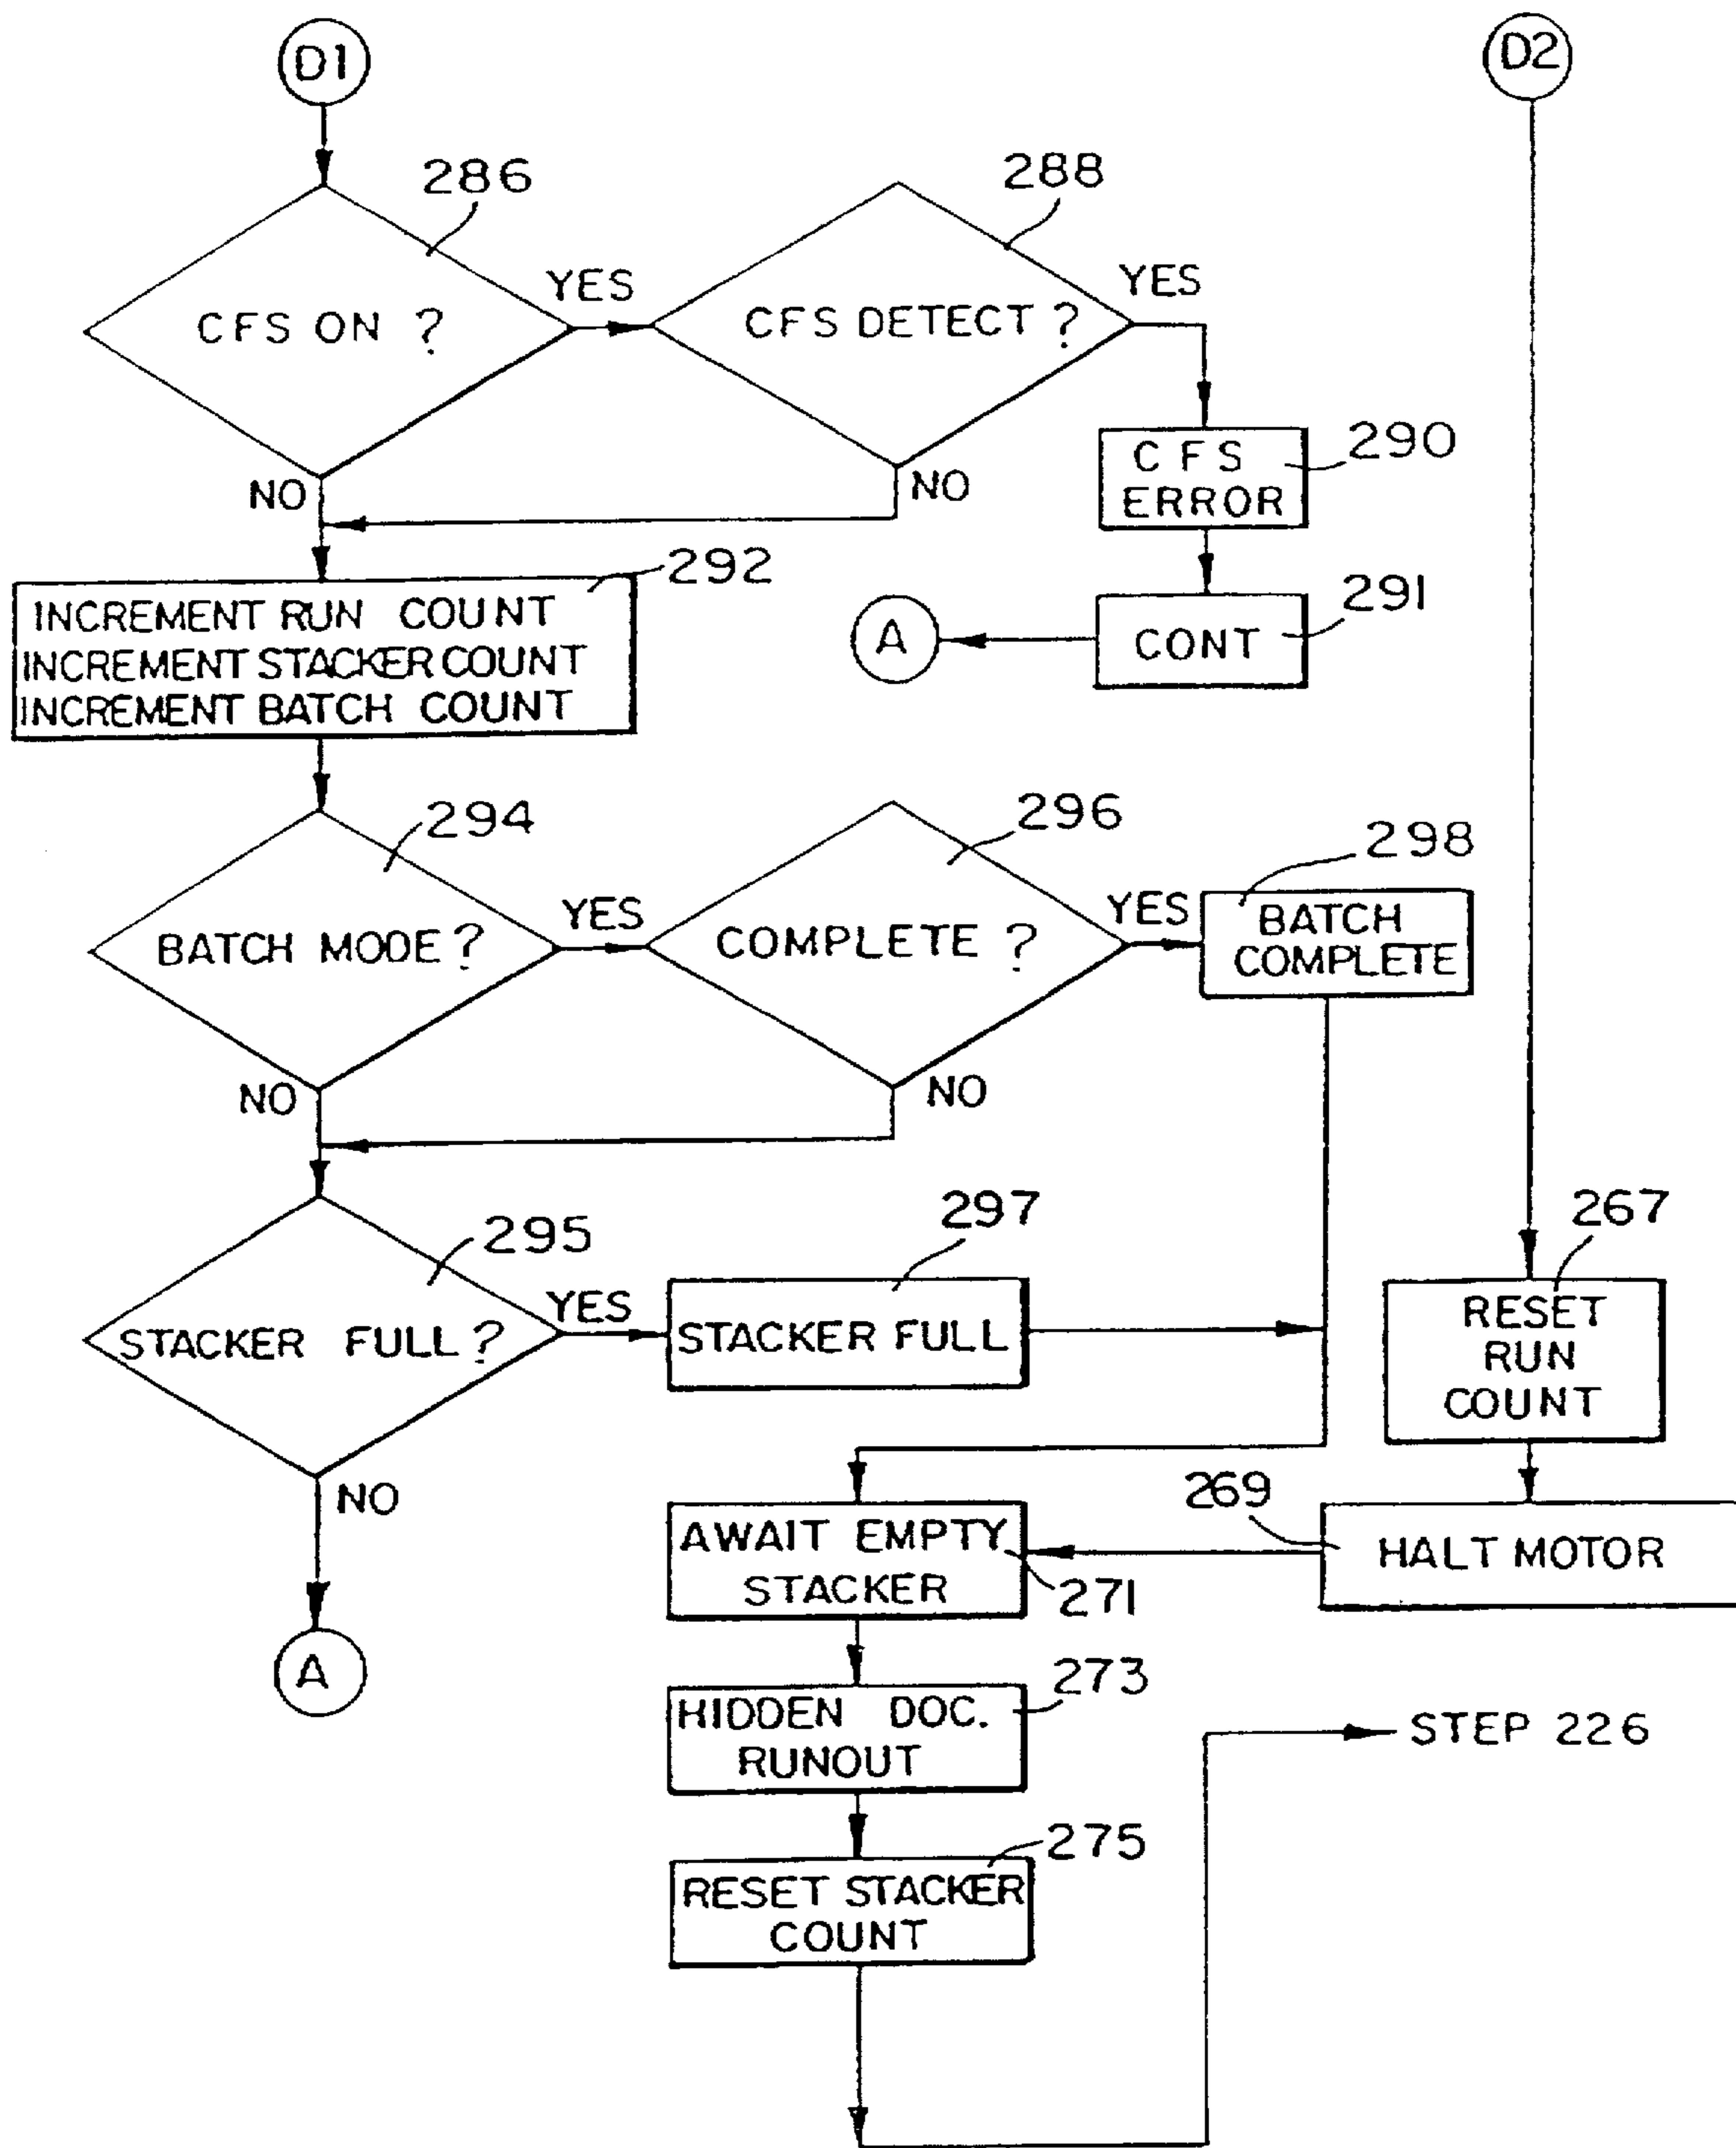 D1
D2
286
288
CFS ON ?
YES
CFS DETECT ?
YES
NO
NO
290
CFS
ERROR
292
INCREMENT RUN COUNT
INCREMENT STACKER COUNT
INCREMENT BATCH COUNT
291
CONT
A
294
296
298
BATCH MODE ?
YES
COMPLETE ?
YES
BATCH
COMPLETE
NO
NO
295
297
267
STACKER FULL ?
YES
STACKER FULL
RESET
RUN
COUNT
NO
A
269
HALT MOTOR
AWAIT EMPTY
STACKER
271
273
HIDDEN DOC.
RUNOUT
STEP 226
275
RESET STACKER
COUNT